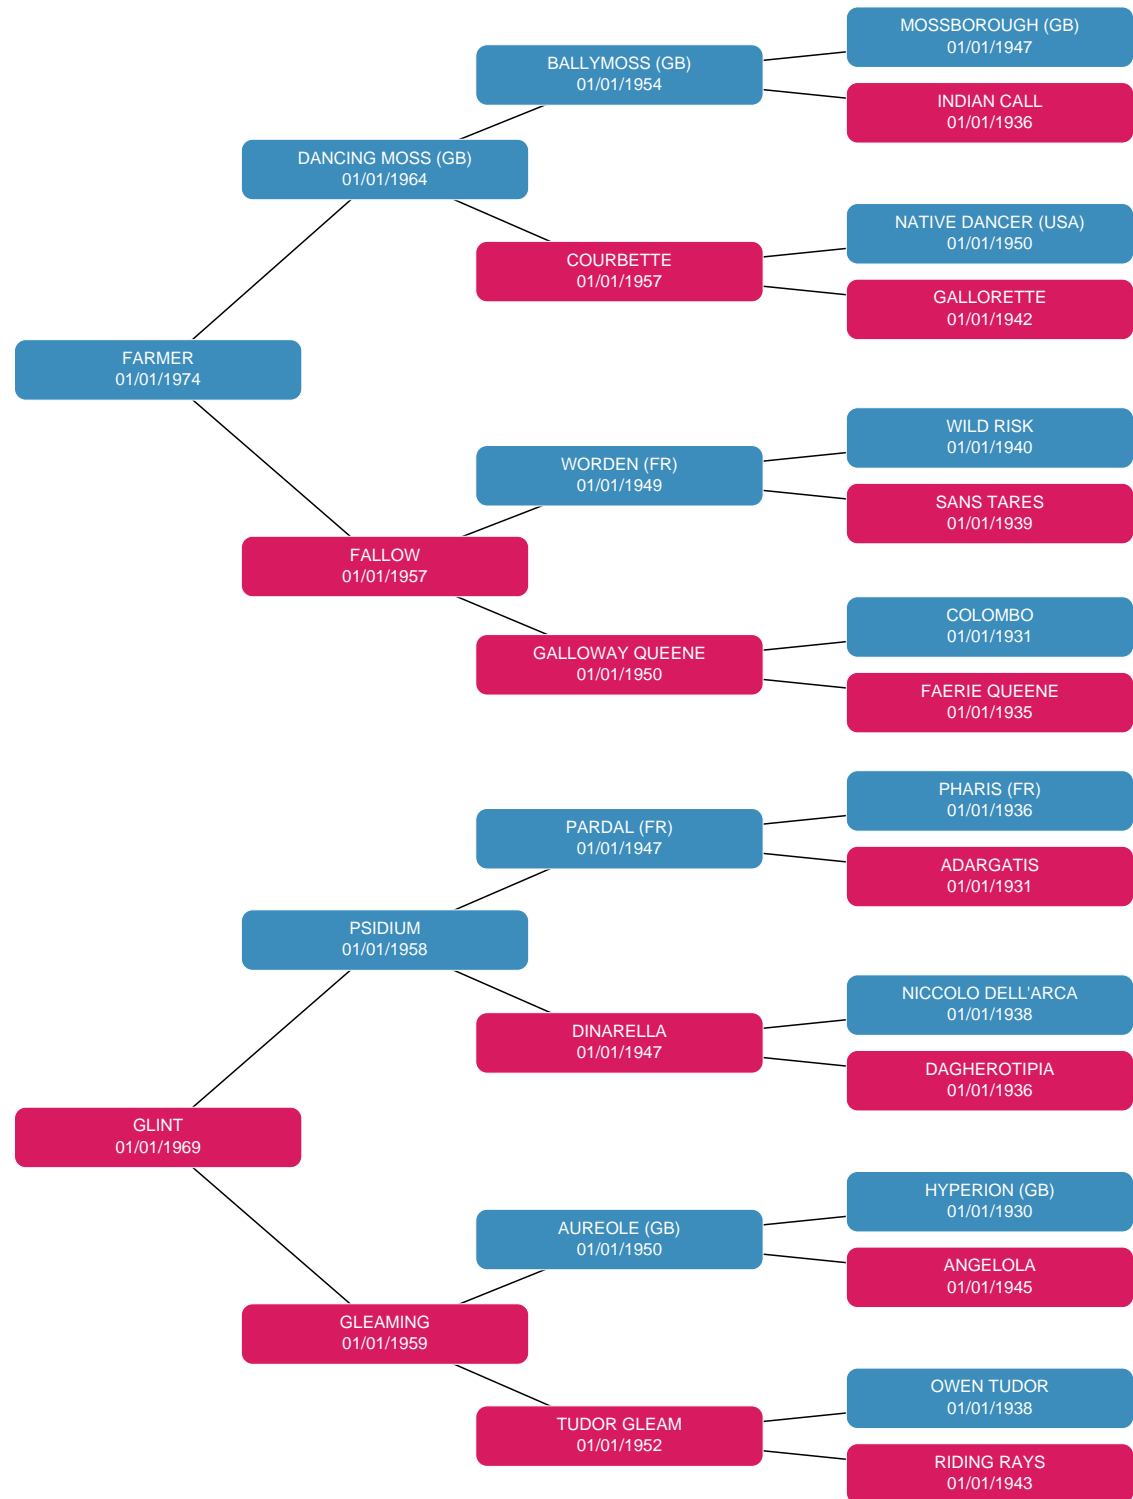 MOSSBOROUGH (GB)
01/01/1947
BALLYMOSS (GB)
01/01/1954
INDIAN CALL
01/01/1936
DANCING MOSS (GB)
01/01/1964
NATIVE DANCER (USA)
01/01/1950
COURBETTE
01/01/1957
GALLORETTE
01/01/1942
FARMER
01/01/1974
WILD RISK
01/01/1940
WORDEN (FR)
01/01/1949
SANS TARES
01/01/1939
FALLOW
01/01/1957
COLOMBO
01/01/1931
GALLOWAY QUEENE
01/01/1950
FAERIE QUEENE
01/01/1935
PHARIS (FR)
01/01/1936
PARDAL (FR)
01/01/1947
ADARGATIS
01/01/1931
PSIDIUM
01/01/1958
NICCOLO DELL'ARCA
01/01/1938
DINARELLA
01/01/1947
DAGHEROTIPIA
01/01/1936
GLINT
01/01/1969
HYPERION (GB)
01/01/1930
AUREOLE (GB)
01/01/1950
ANGELOLA
01/01/1945
GLEAMING
01/01/1959
OWEN TUDOR
01/01/1938
TUDOR GLEAM
01/01/1952
RIDING RAYS
01/01/1943